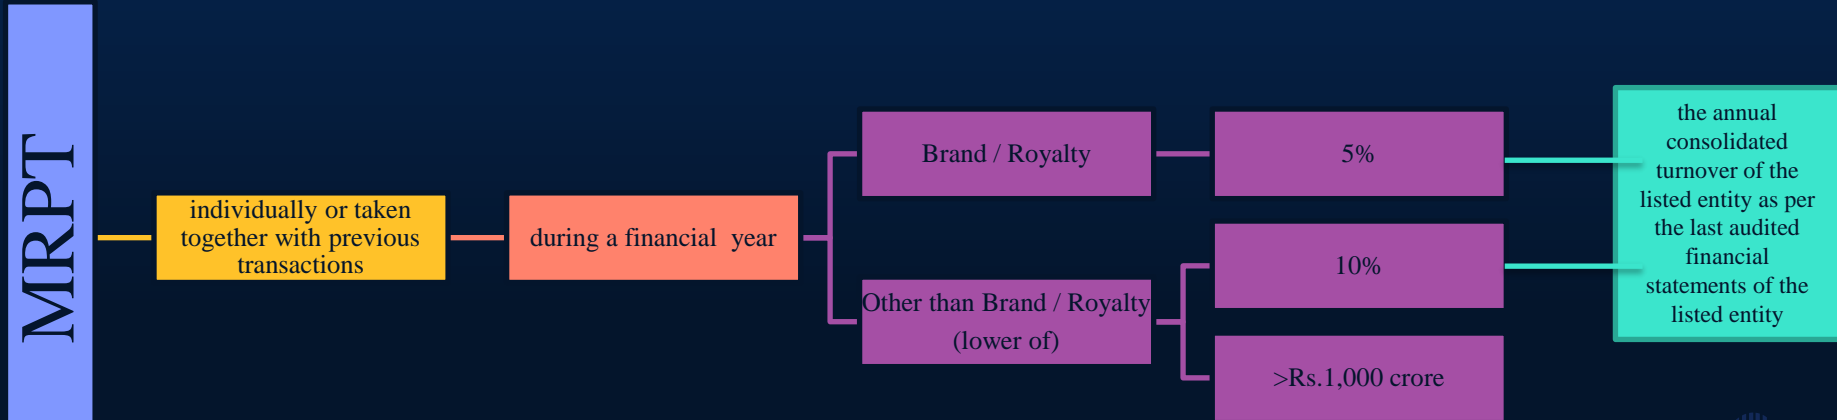 MRPT
individually or taken
together with previous
transactions
during a financial year
Brand / Royalty
5%
Other than Brand / Royalty
(lower of)
10%
>Rs.1,000 crore
the annual
consolidated
turnover of the
listed entity as per
the last audited
financial
statements of the
listed entity